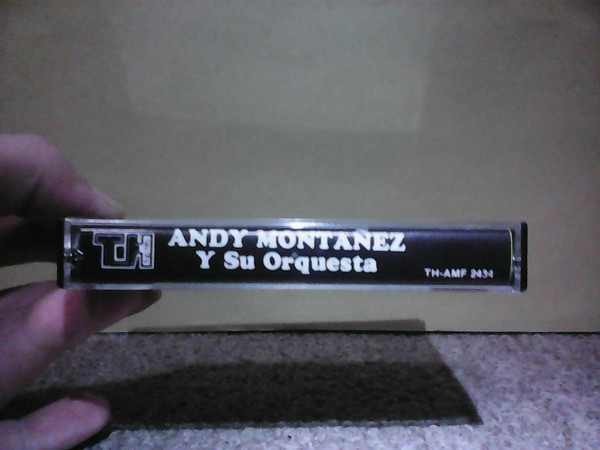 TH
ANDY MONTAÑEZ
Y Su Orquesta
TH-AMF 2434